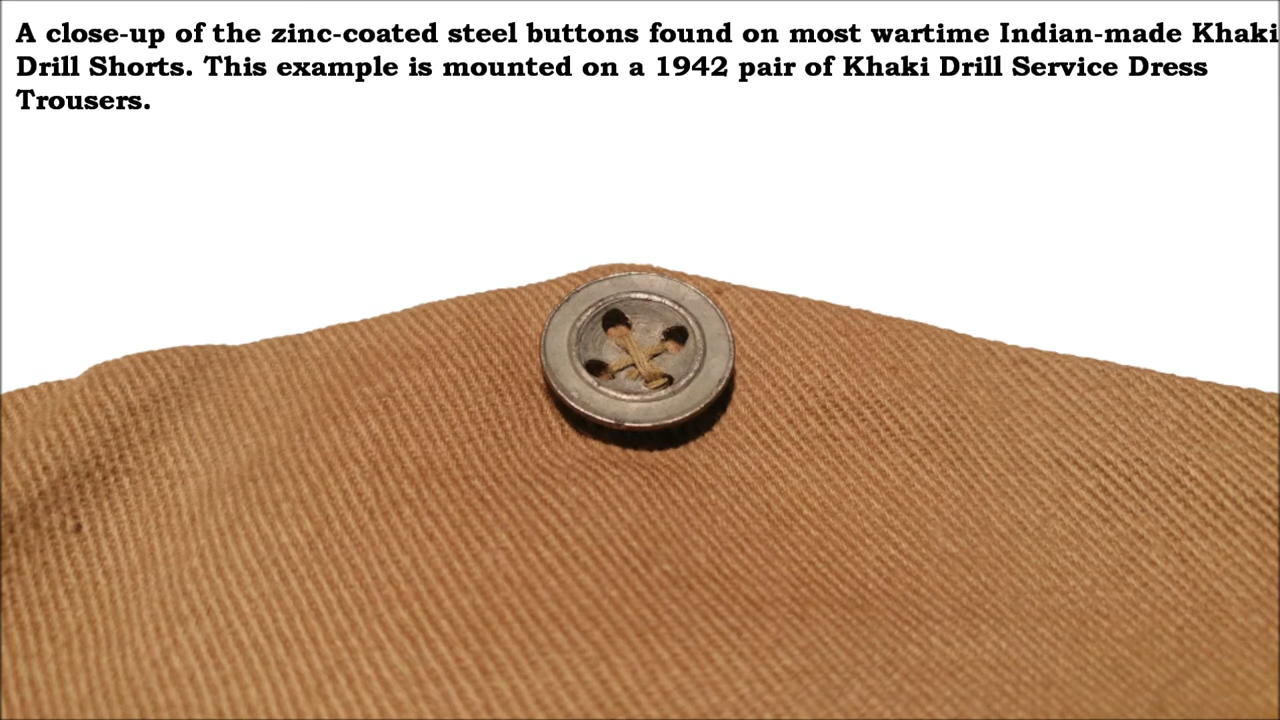 A close-up of the zinc-coated steel buttons found on most wartime Indian-made Khaki
Drill Shorts. This example is mounted on a 1942 pair of Khaki Drill Service Dress
Trousers.